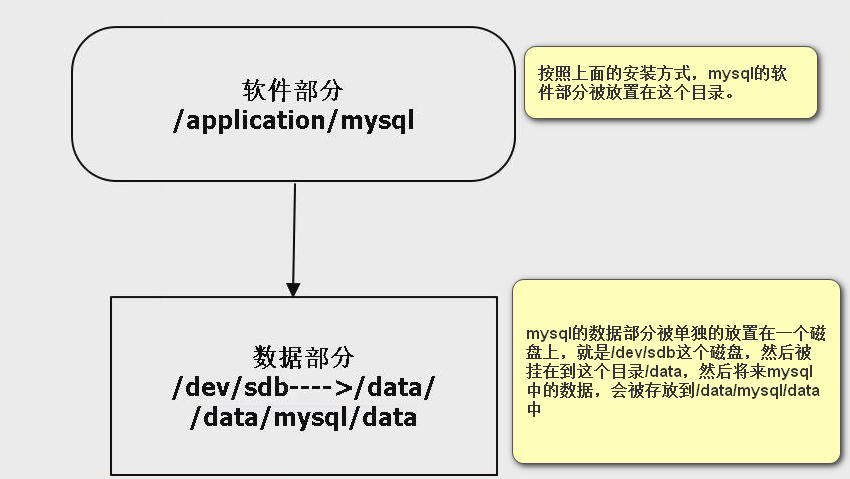 软件部分
/application/mysql
按照上面的安装方式，mysql的软
件部分被放置在这个目录。
数据部分
/dev/sdb---->/data/
/data/mysql/data
mysql的数据部分被单独的放置在一个磁
盘上，就是/dev/sdb这个磁盘，然后被
挂在到这个目录/data，然后将来mysql
中的数据，会被存放到/data/mysql/data
中